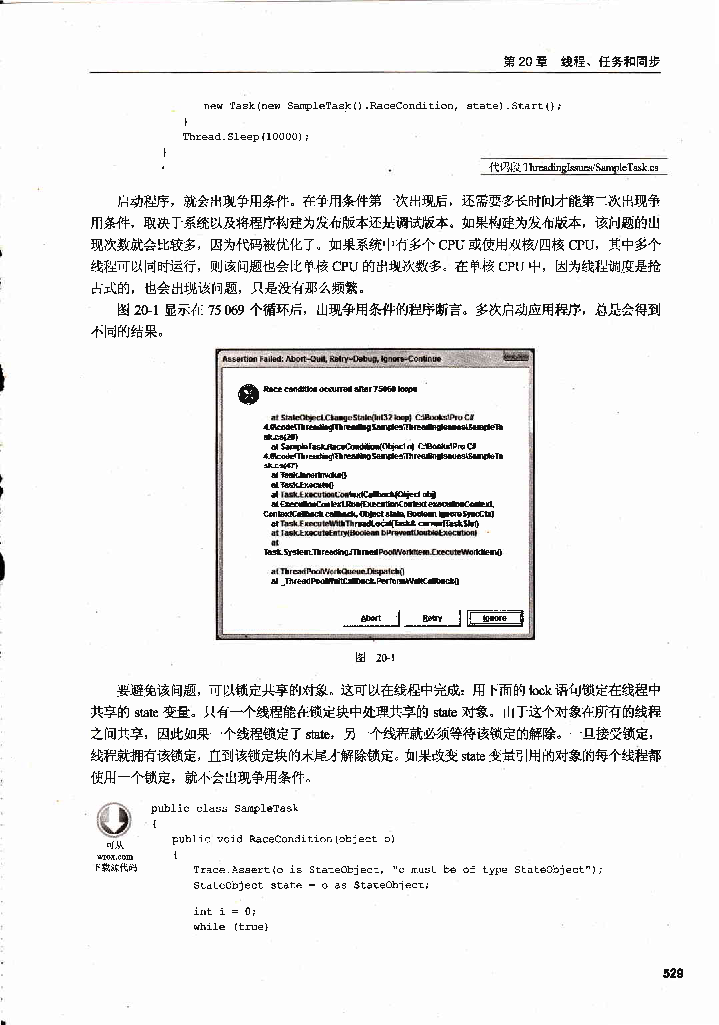 第 20 章 线程、任务和同步
new Task(new SampleTask().RaceCondition, state).Start();
}
Thread.Sleep(10000);
}
代码段 ThreadingIssues/SampleTask.cs
启动程序，就会出现争用条件。在争用条件第一次出现后，还需要多长时间才能第二次出现争
用条件，取决于系统以及将程序构建为发布版本还是调试版本。如果构建为发布版本，该问题的出
现次数就会比较多，因为代码被优化了。如果系统中有多个 CPU 或使用双核/四核 CPU，其中多个
线程可以同时运行，则该问题也会比单核 CPU 的出现次数多。在单核 CPU 中，因为线程调度是抢
占式的，也会出现该问题，只是没有那么频繁。
图 20-1 显示在 75 069 个循环后，出现争用条件的程序断言。多次启动应用程序，总是会得到
不同的结果。
Assertion Failed: Abort=Quit, Retry=Debug, Ignore=Continue
Race condition occurred after 75069 loops
at StateObject.ChangeState(Int32 loop) C:\Books\Pro C#
4.0\code\Threading\ThreadingSamples\ThreadingIssues\SampleTa
sk.cs(20)
at SampleTask.RaceCondition(Object o) C:\Books\Pro C#
4.0\code\Threading\ThreadingSamples\ThreadingIssues\SampleTa
sk.cs(47)
at Task.InnerInvoke()
at Task.Execute()
at Task.ExecutionContextCallback(Object obj)
at ExecutionContext.Run(ExecutionContext executionContext,
ContextCallback callback, Object state, Boolean ignoreSyncCtx)
at Task.ExecuteWithThreadLocal(Task& currentTaskSlot)
at Task.ExecuteEntry(Boolean bPreventDoubleExecution)
at
Task.System.Threading.IThreadPoolWorkItem.ExecuteWorkItem()
at ThreadPoolWorkQueue.Dispatch()
at _ThreadPoolWaitCallback.PerformWaitCallback()
Abort Retry Ignore
图 20-1
要避免该问题，可以锁定共享的对象。这可以在线程中完成：用下面的 lock 语句锁定在线程中
共享的 state 变量。只有一个线程能在锁定块中处理共享的 state 对象。由于这个对象在所有的线程
之间共享，因此如果一个线程锁定了 state，另一个线程就必须等待该锁定的解除。一旦接受锁定，
线程就拥有该锁定，直到该锁定块的末尾才解除锁定。如果改变 state 变量引用的对象的每个线程都
使用一个锁定，就不会出现争用条件。
可从
wrox.com
下载源代码
public class SampleTask
{
public void RaceCondition(object o)
{
Trace.Assert(o is StateObject, "o must be of type StateObject");
StateObject state = o as StateObject;
int i = 0;
while (true)
529